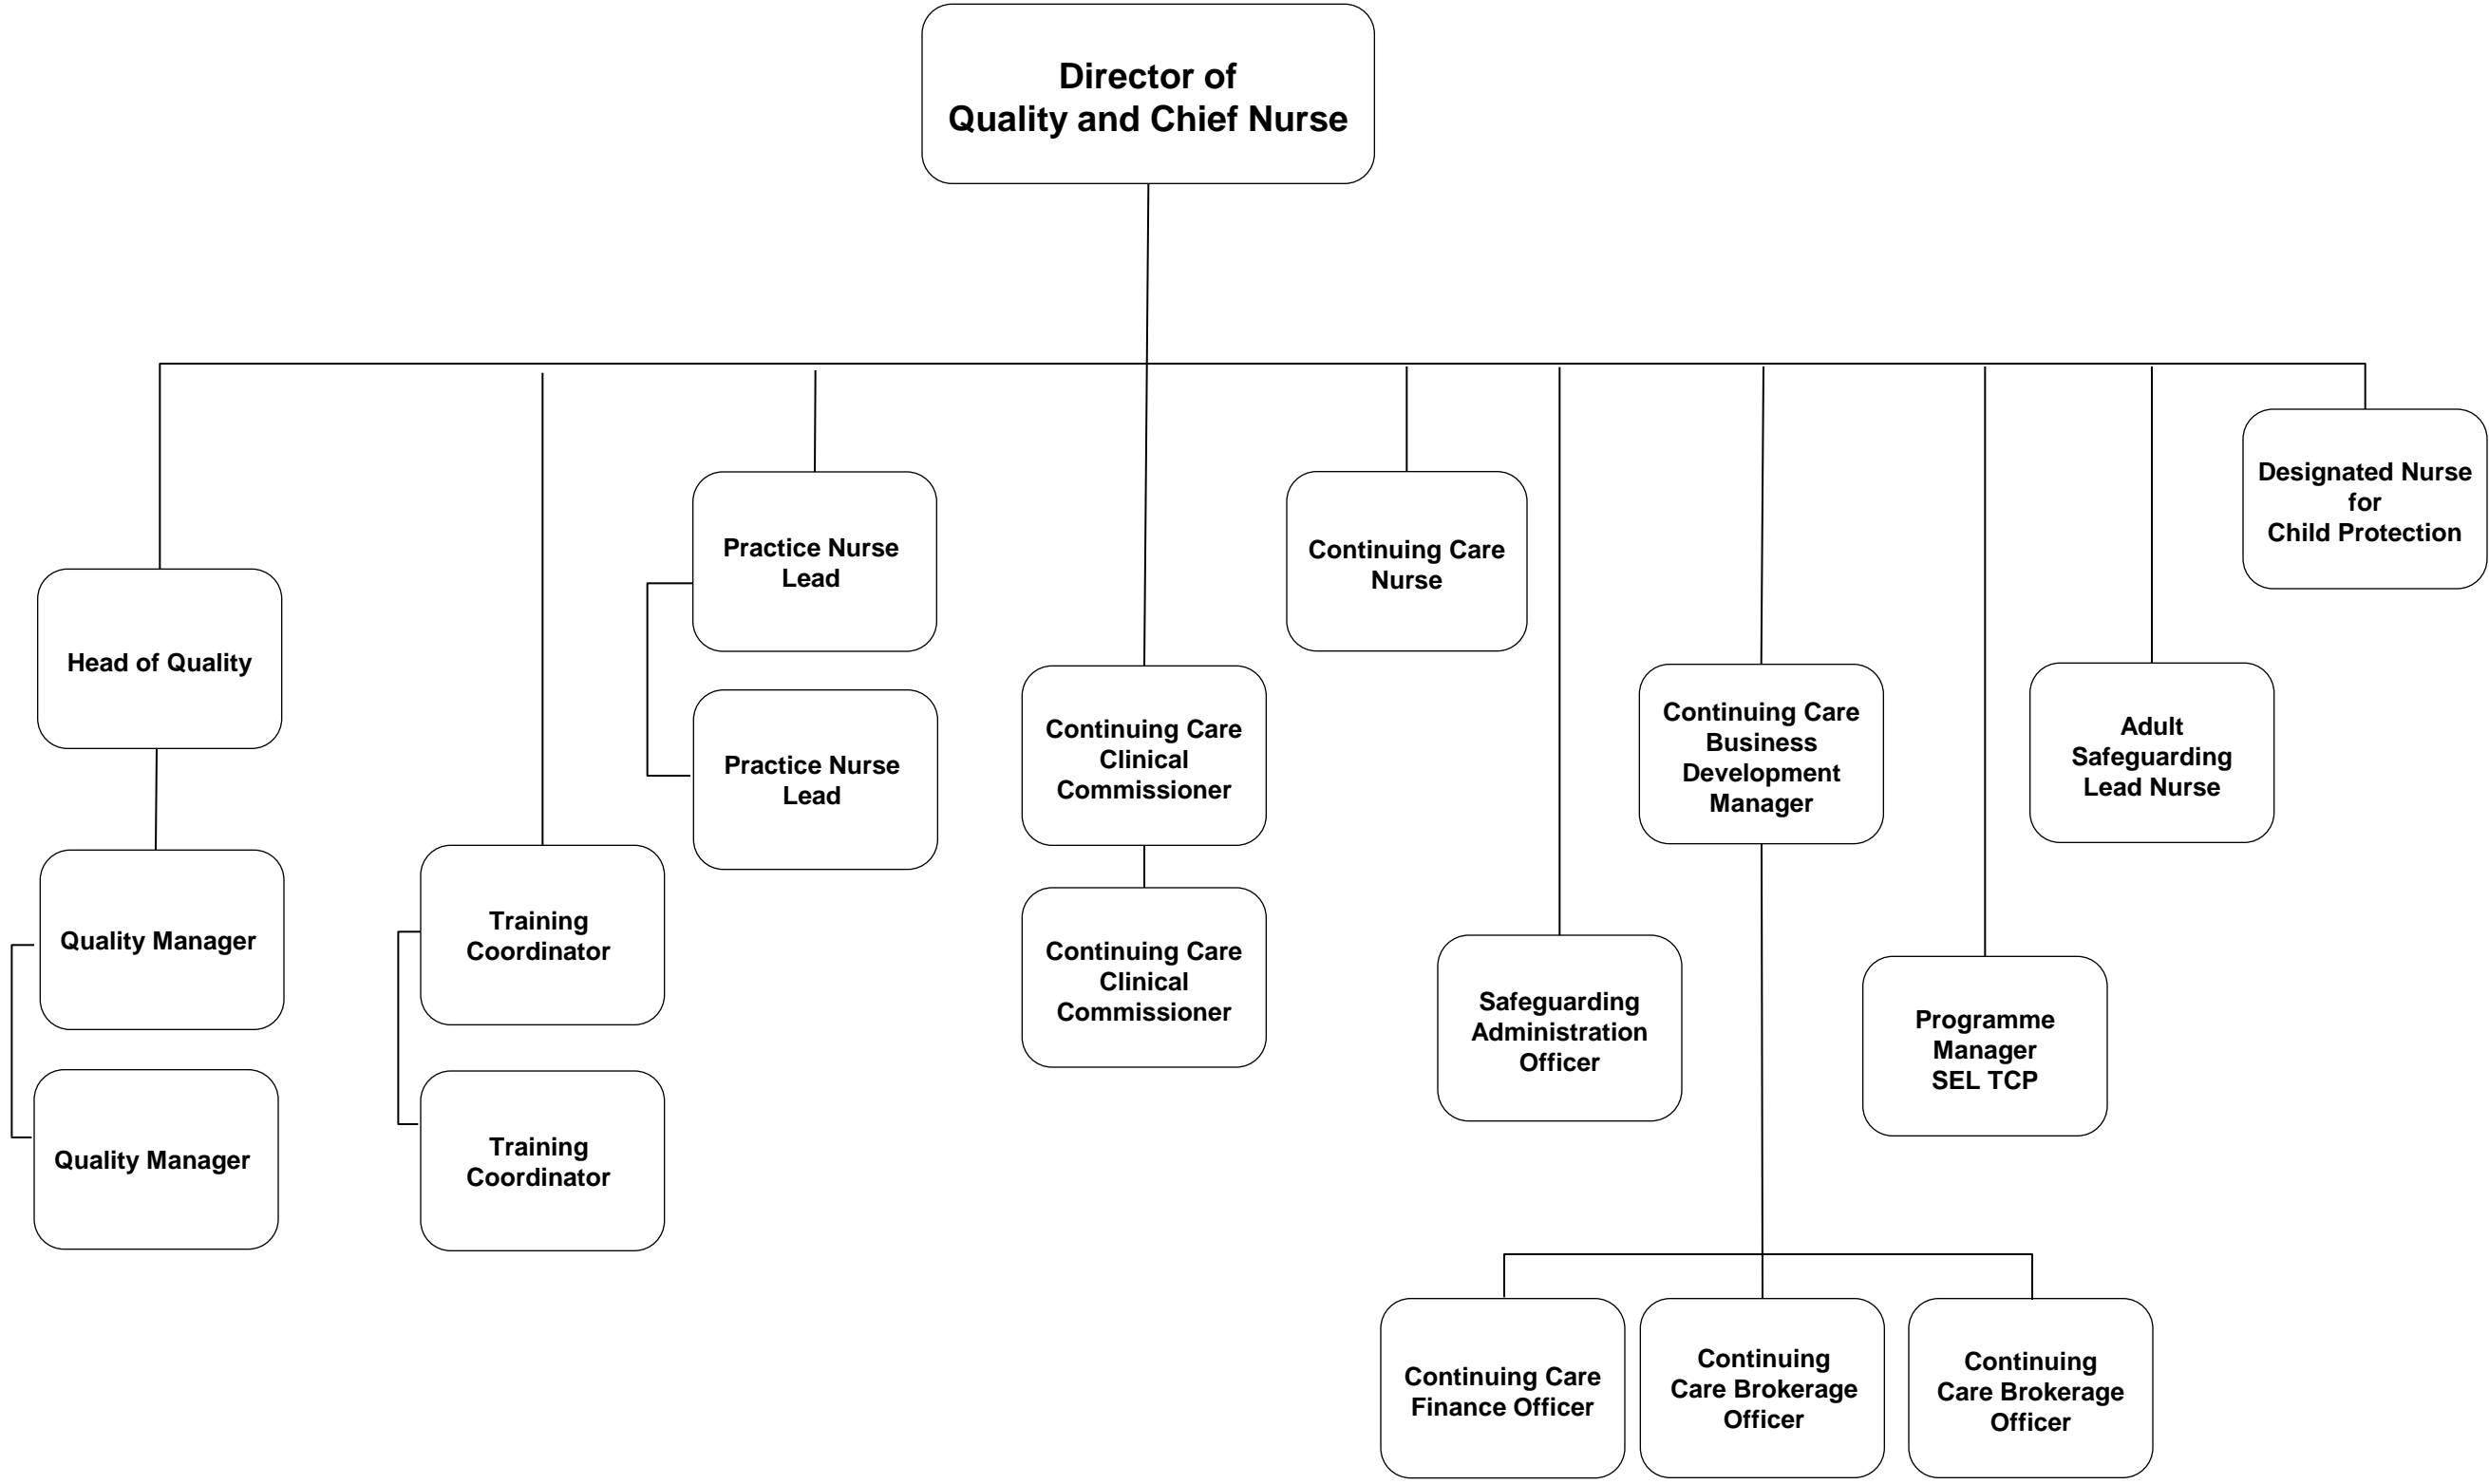 Director of
Quality and Chief Nurse
Designated Nurse
for
Child Protection
Practice Nurse
Lead
Continuing Care
Nurse
Head of Quality
Practice Nurse
Lead
Continuing Care
Clinical
Commissioner
Continuing Care
Business
Development
Manager
Adult
Safeguarding
Lead Nurse
Quality Manager
Training
Coordinator
Continuing Care
Clinical
Commissioner
Safeguarding
Administration
Officer
Programme
Manager
SEL TCP
Quality Manager
Training
Coordinator
Continuing Care
Finance Officer
Continuing
Care Brokerage
Officer
Continuing
Care Brokerage
Officer